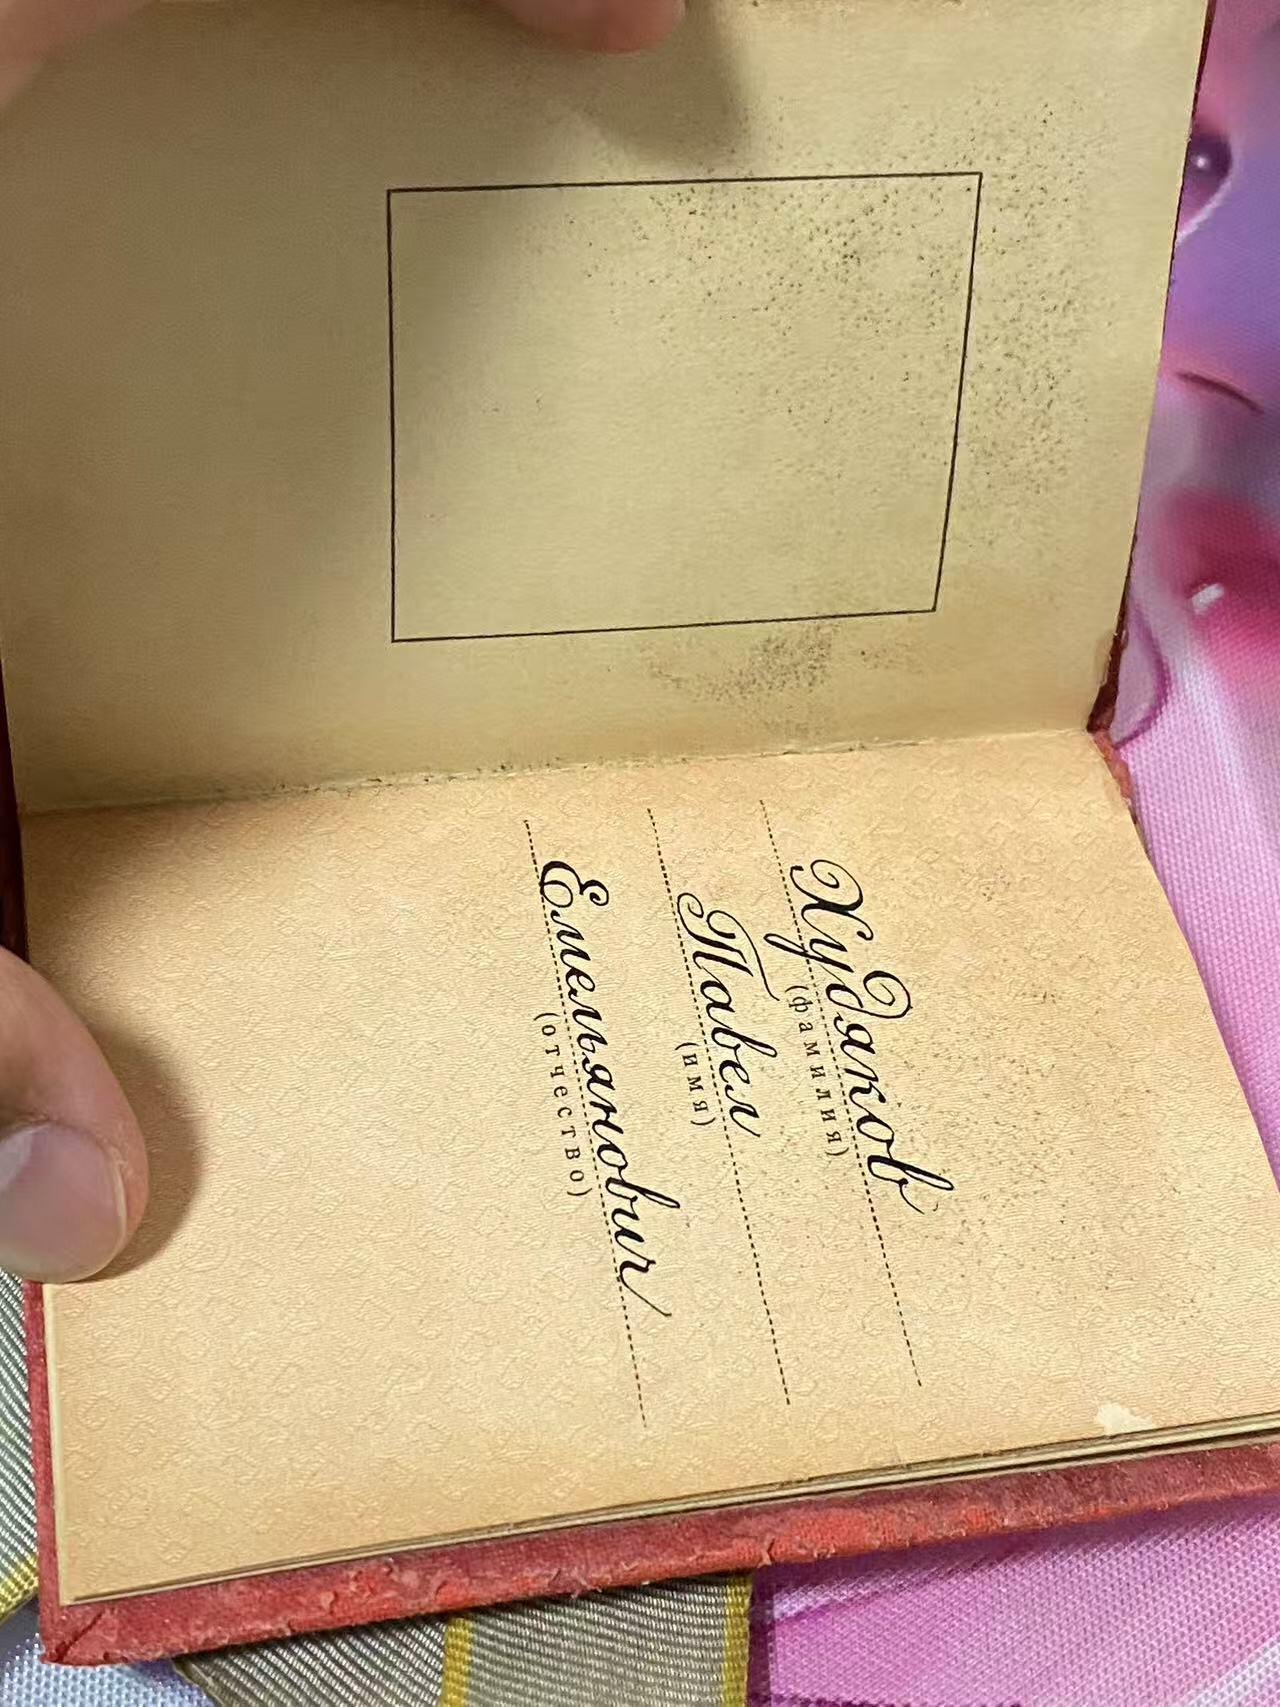 Худяков
(фамилия)
Павел
(имя)
Емельянович
(отчество)